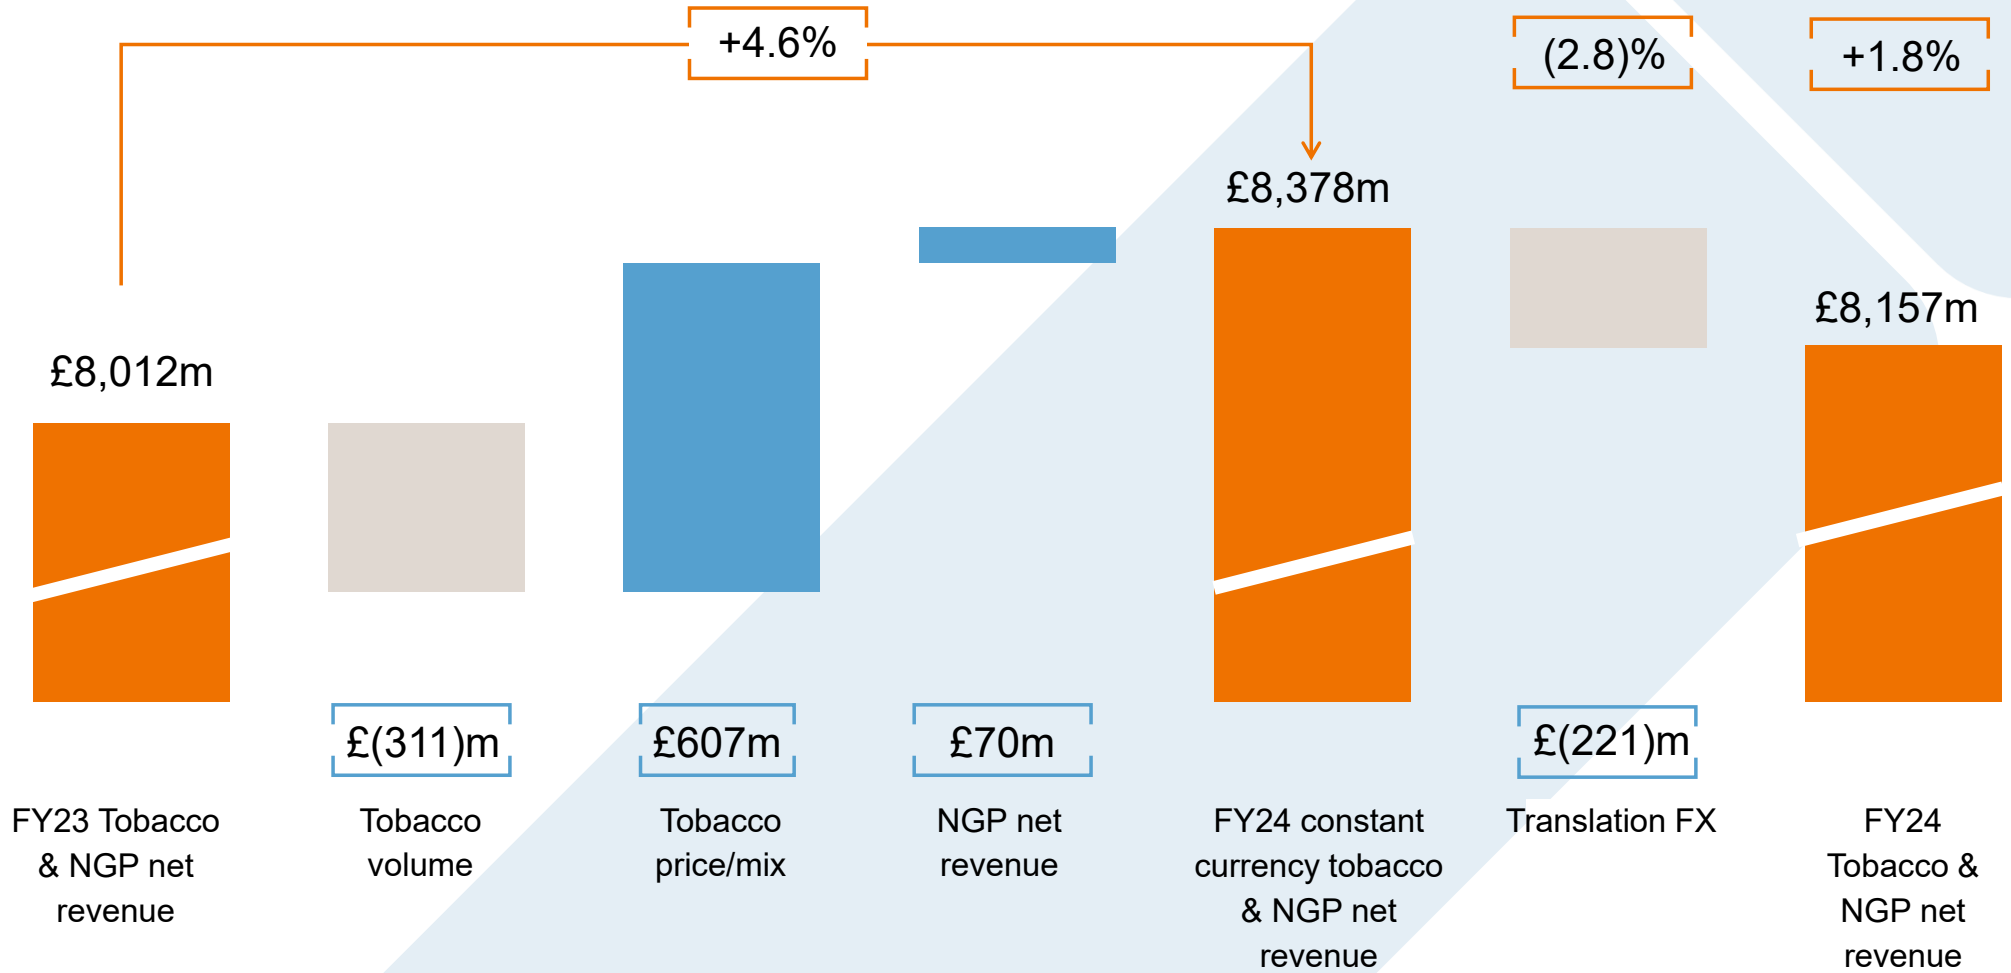 +4.6%
(2.8)%
+1.8%
£8,378m
£8,157m
£8,012m
£(311)m
£607m
£70m
£(221)m
FY23 Tobacco
& NGP net
revenue
Tobacco
volume
Tobacco
price/mix
NGP net
revenue
FY24 constant
currency tobacco
& NGP net
revenue
Translation FX
FY24
Tobacco &
NGP net
revenue